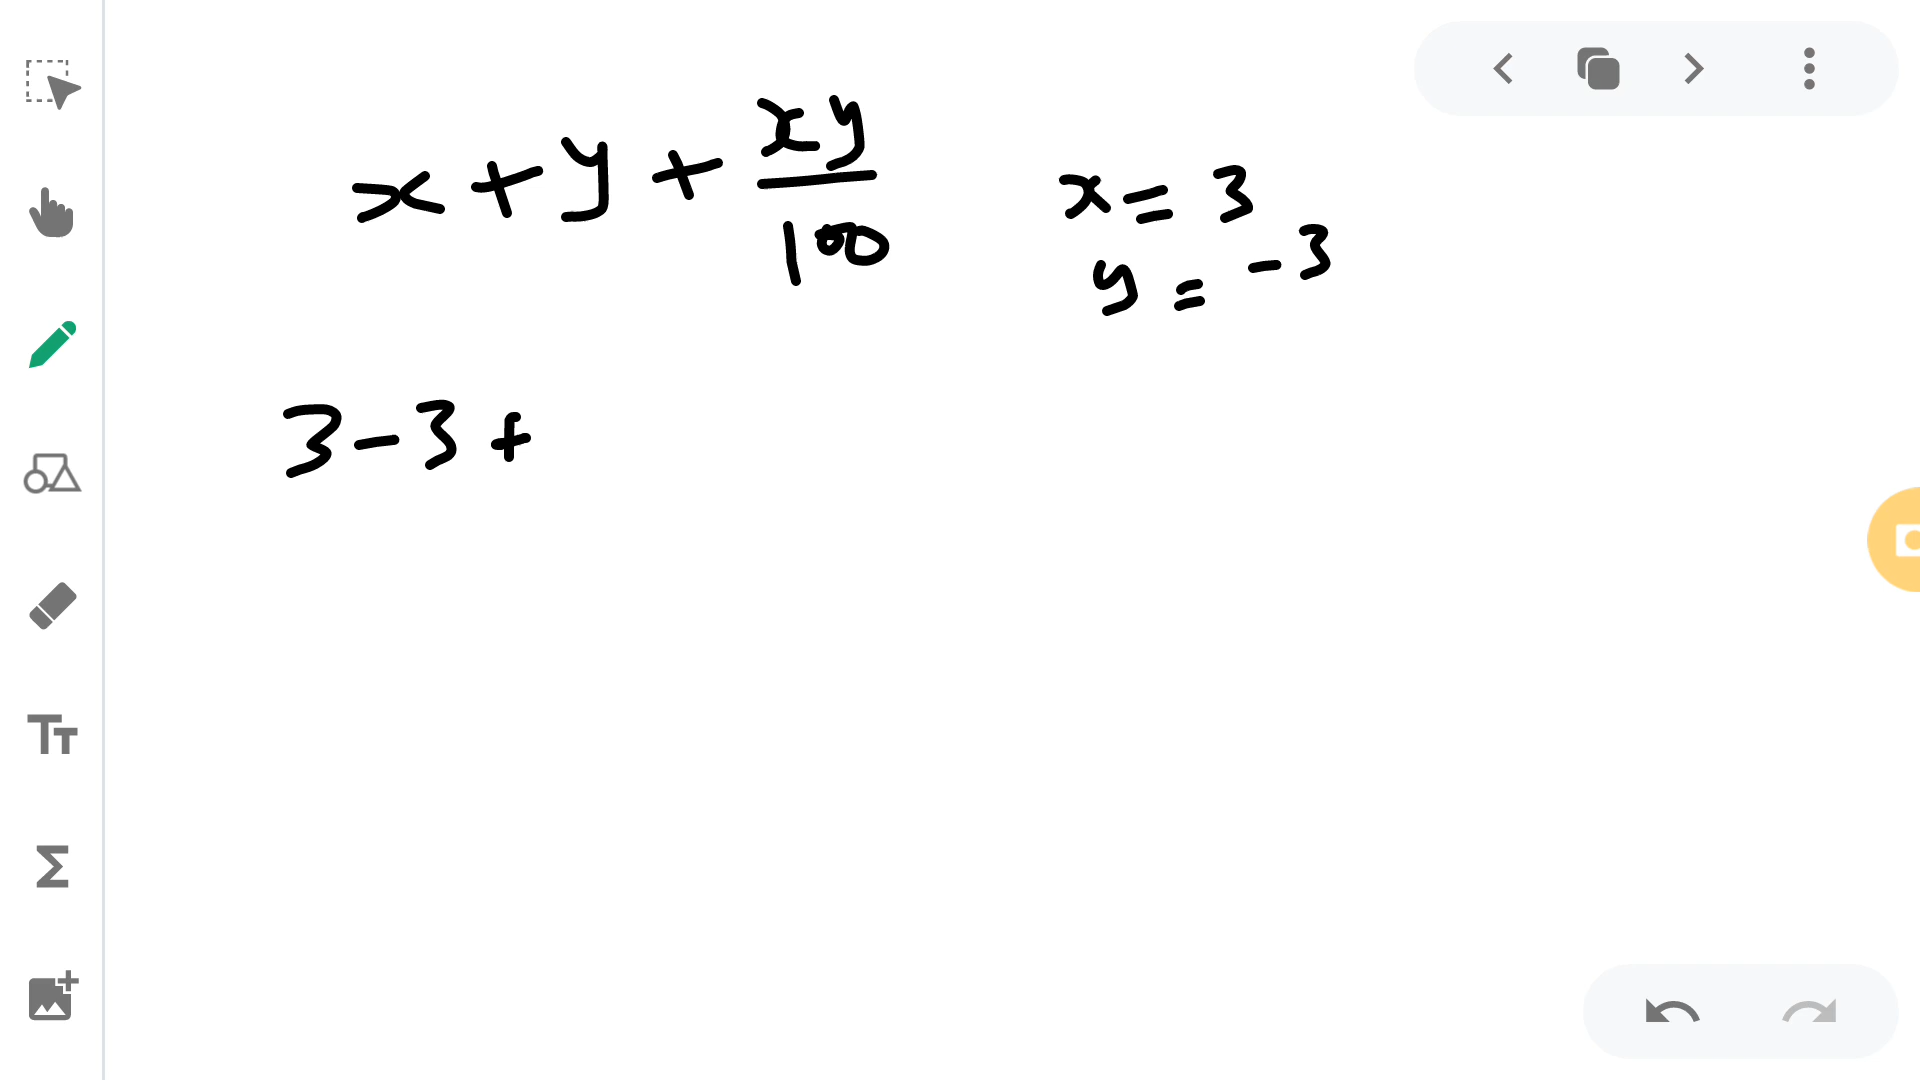 x + y + xy/100
x = 3
y = -3
3 - 3 +